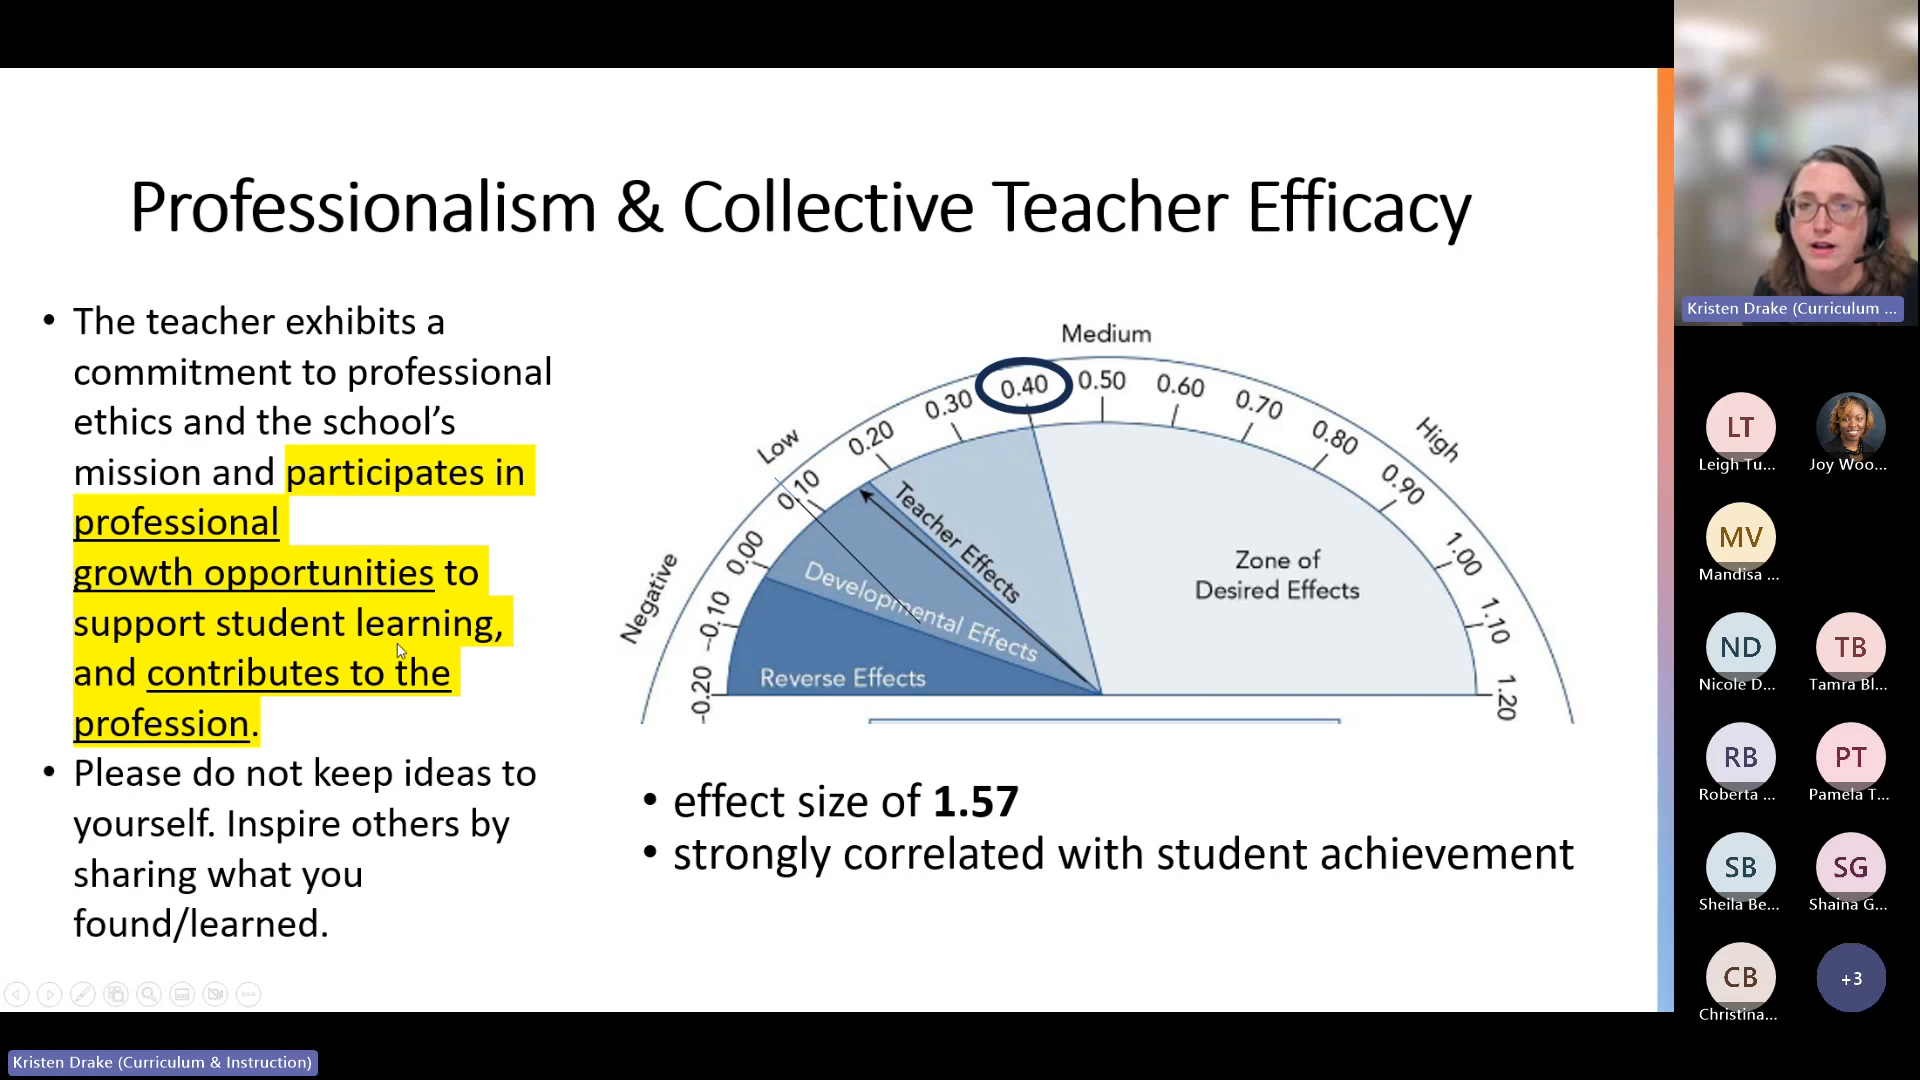 Professionalism & Collective Teacher Efficacy
• The teacher exhibits a
commitment to professional
ethics and the school’s
mission and participates in
professional
growth opportunities to
support student learning,
and contributes to the
profession.
• Please do not keep ideas to
yourself. Inspire others by
sharing what you
found/learned.
Negative
Low
Medium
High
-0.20
-0.10
0.00
0.10
0.20
0.30
0.40
0.50
0.60
0.70
0.80
0.90
1.00
1.10
1.20
Reverse Effects
Developmental Effects
Teacher Effects
Zone of
Desired Effects
• effect size of 1.57
• strongly correlated with student achievement
Kristen Drake (Curriculum ...
LT
Leigh Tu...
Joy Woo...
MV
Mandisa ...
ND
Nicole D...
TB
Tamra Bl...
RB
Roberta ...
PT
Pamela T...
SB
Sheila Be...
SG
Shaina G...
CB
Christina...
+3
Kristen Drake (Curriculum & Instruction)